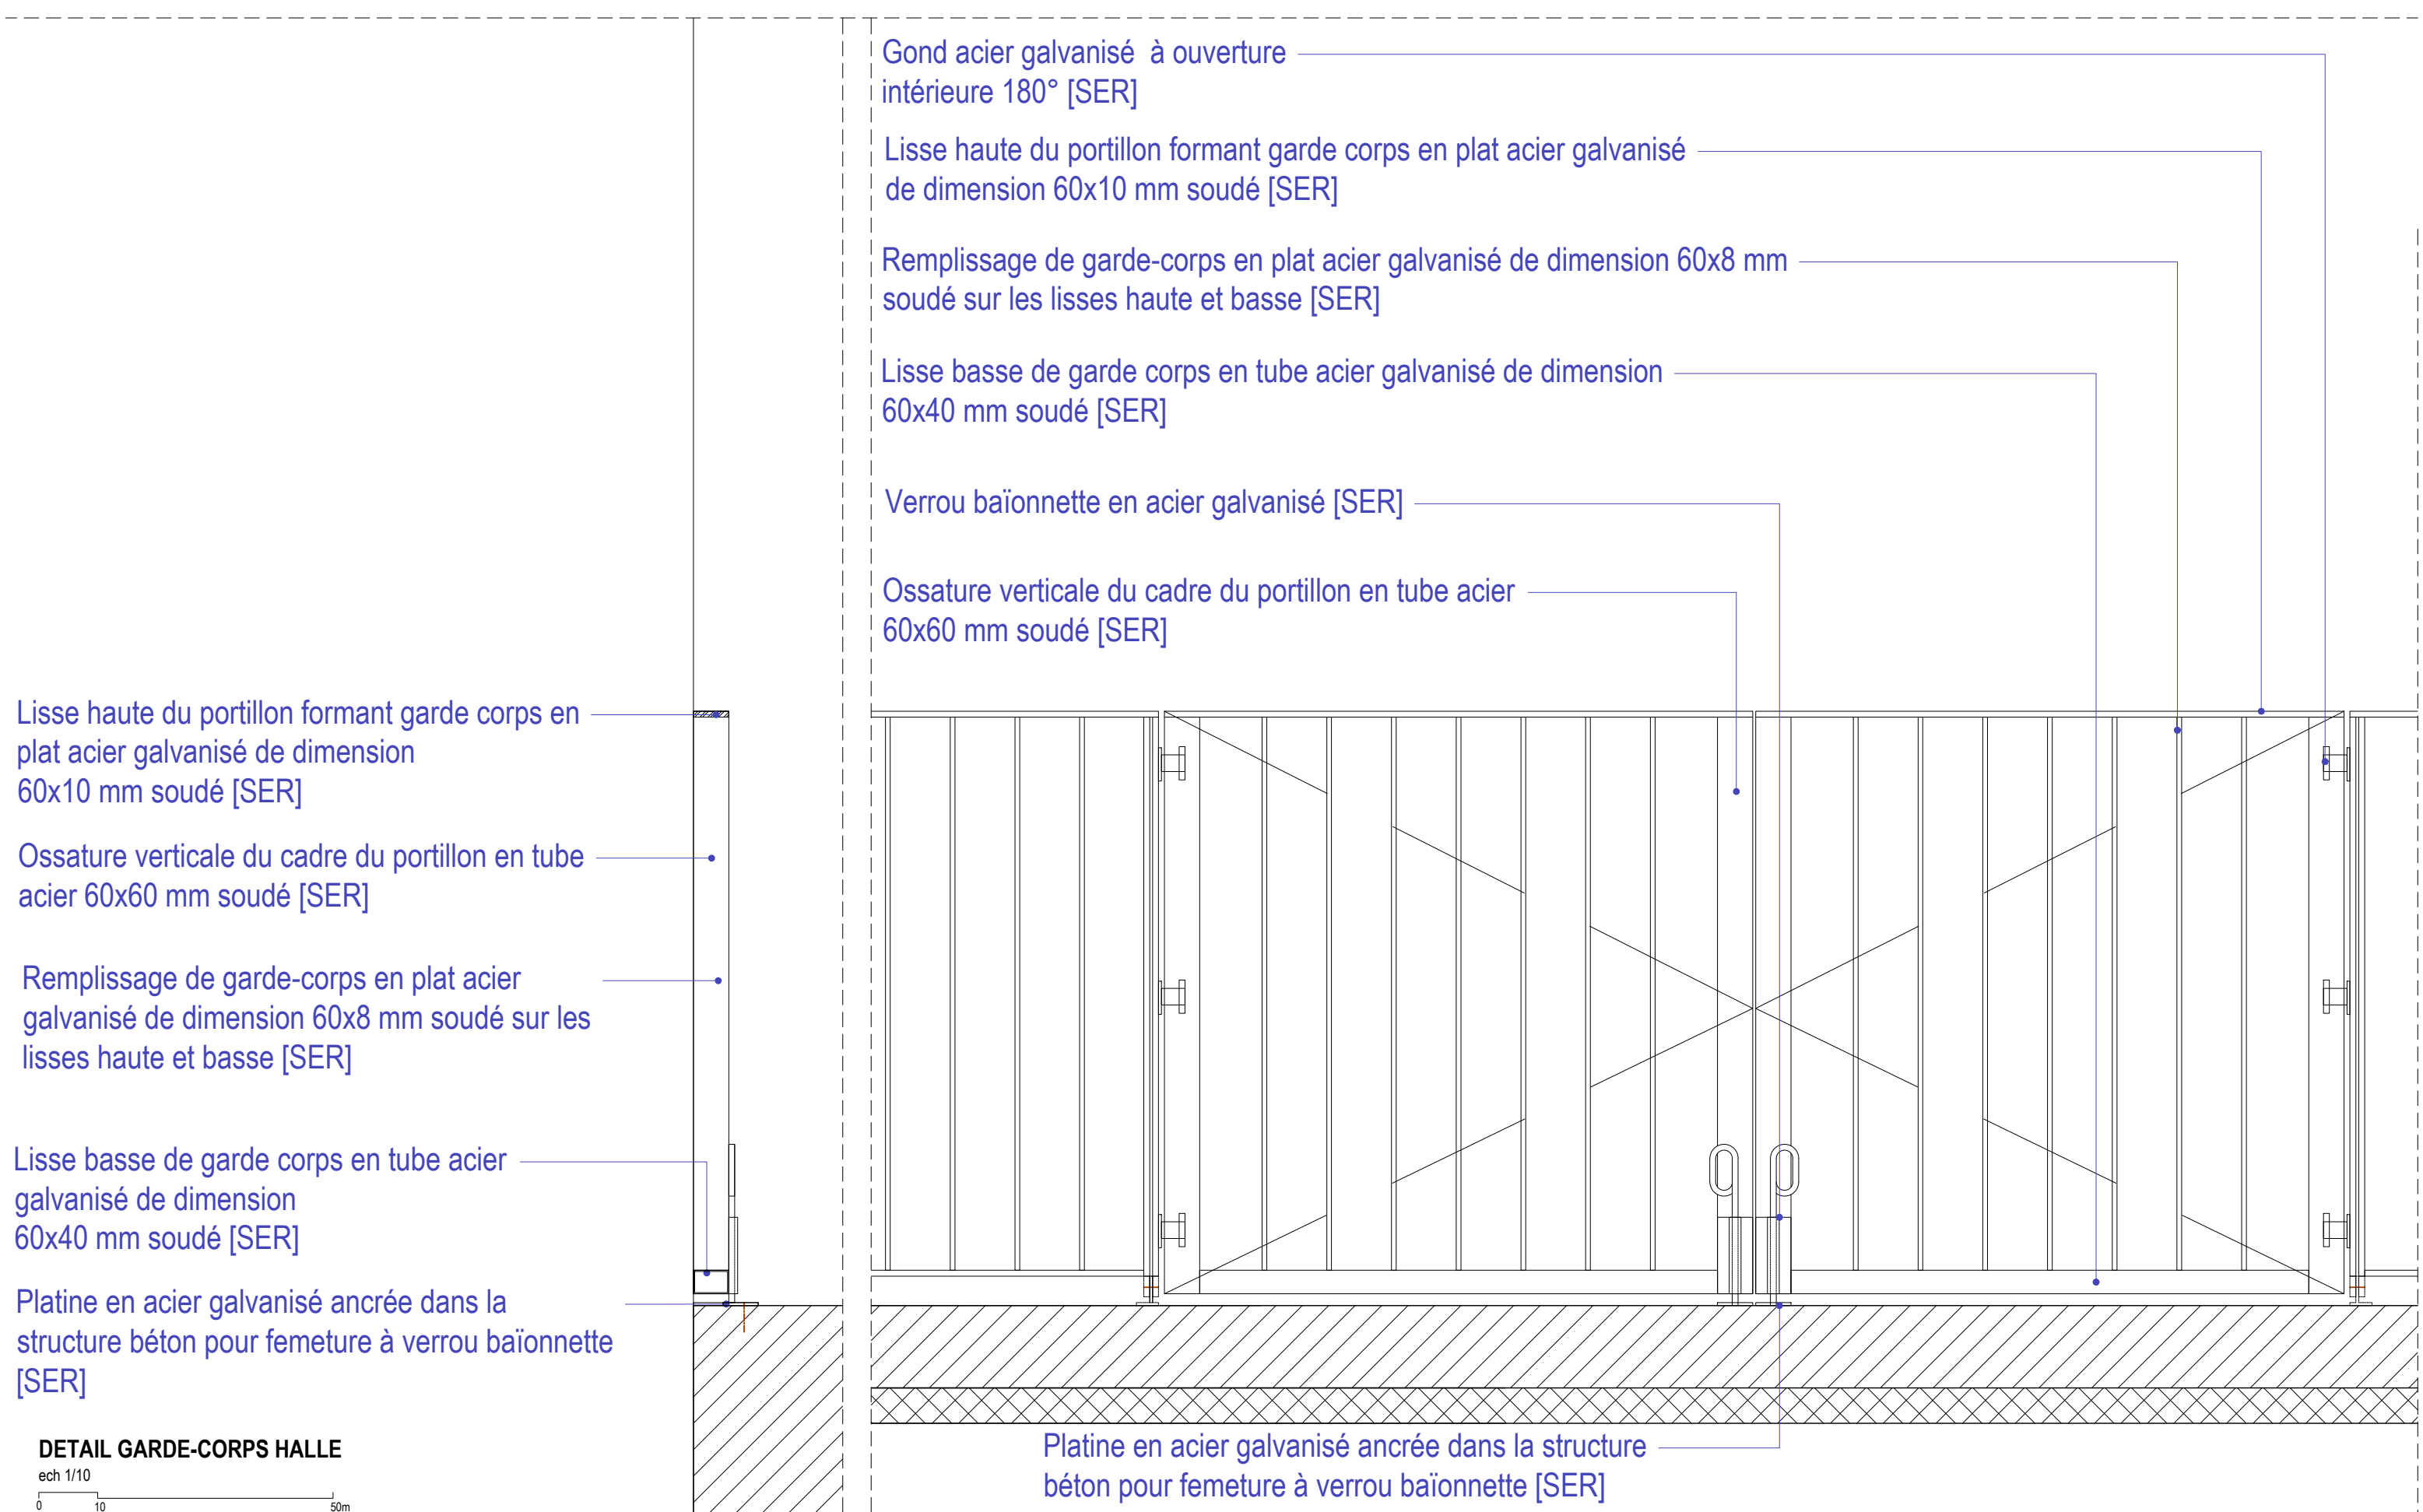 Gond acier galvanisé  à ouverture
intérieure 180° [SER]
Lisse haute du portillon formant garde corps en plat acier galvanisé
de dimension 60x10 mm soudé [SER]
Remplissage de garde-corps en plat acier galvanisé de dimension 60x8 mm
soudé sur les lisses haute et basse [SER]
Lisse basse de garde corps en tube acier galvanisé de dimension
60x40 mm soudé [SER]
Verrou baïonnette en acier galvanisé [SER]
Ossature verticale du cadre du portillon en tube acier
60x60 mm soudé [SER]
Lisse haute du portillon formant garde corps en
plat acier galvanisé de dimension
60x10 mm soudé [SER]
Ossature verticale du cadre du portillon en tube
acier 60x60 mm soudé [SER]
Remplissage de garde-corps en plat acier
galvanisé de dimension 60x8 mm soudé sur les
lisses haute et basse [SER]
Lisse basse de garde corps en tube acier
galvanisé de dimension
60x40 mm soudé [SER]
Platine en acier galvanisé ancrée dans la
structure béton pour femeture à verrou baïonnette
[SER]
Platine en acier galvanisé ancrée dans la structure
béton pour femeture à verrou baïonnette [SER]
DETAIL GARDE-CORPS HALLE
ech 1/10
0 10 50m